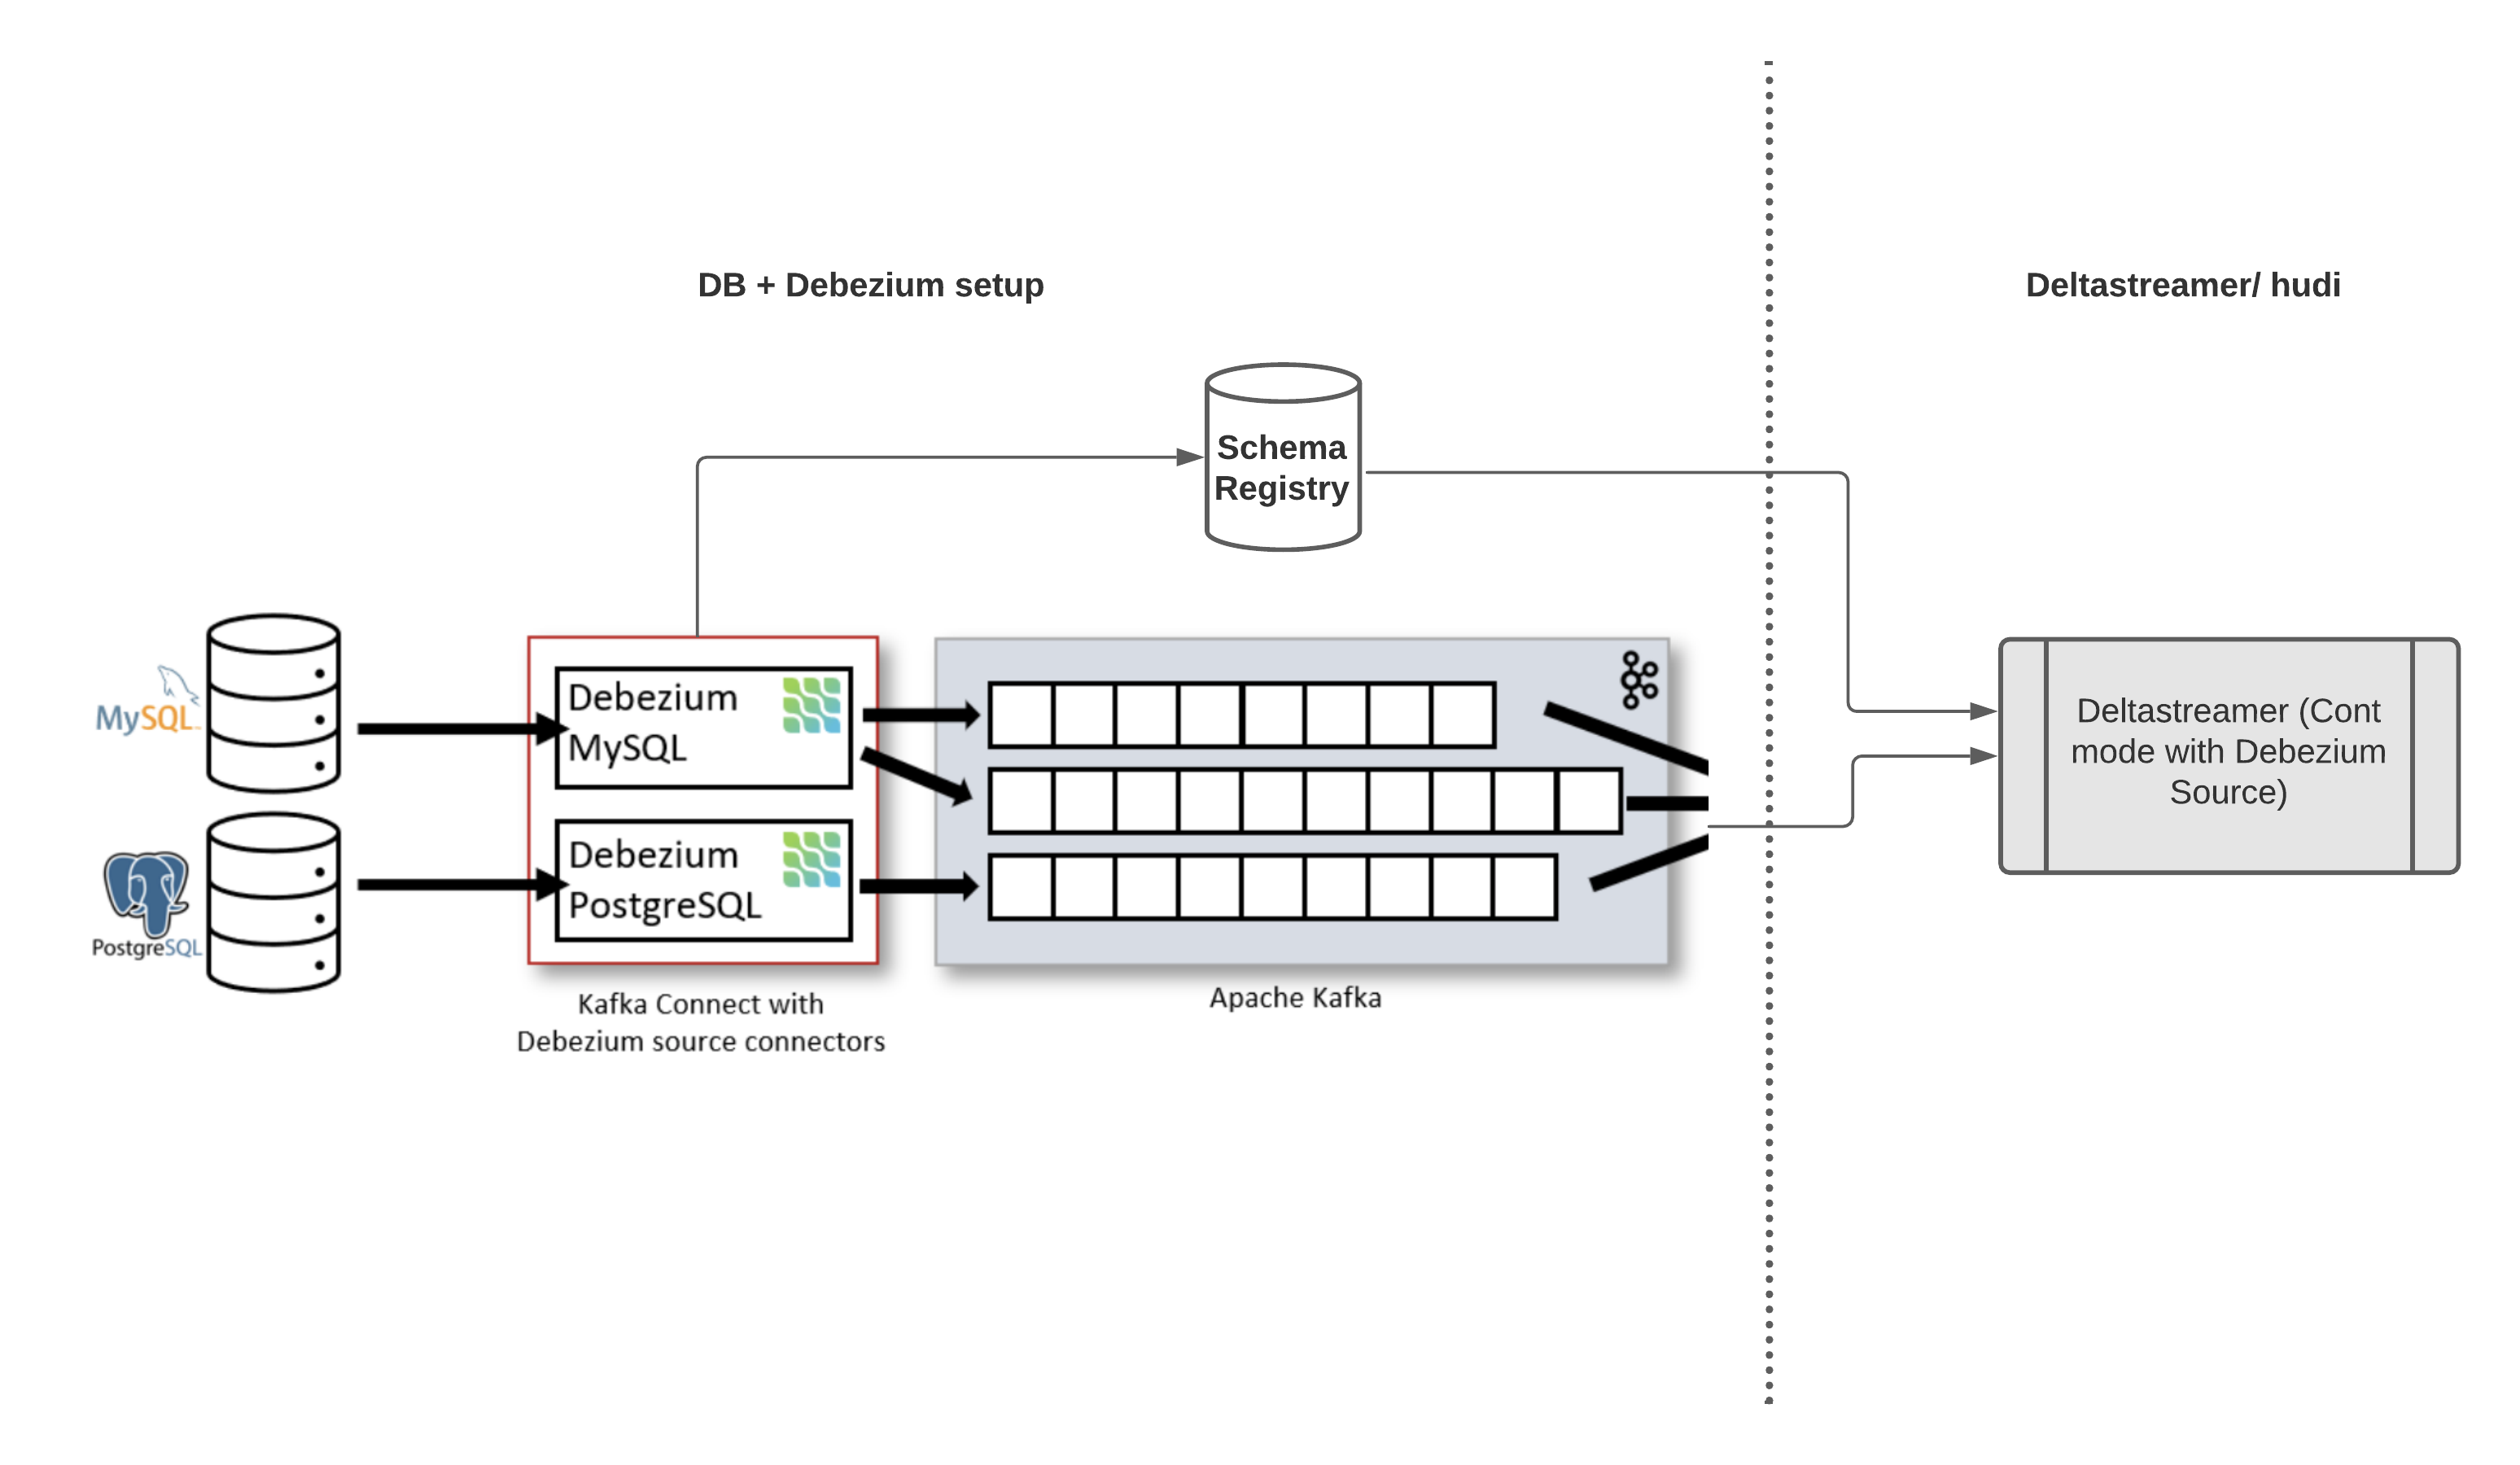 DB + Debezium setup
Deltastreamer/ hudi
Schema
Registry
MySQL
Debezium
MySQL
Debezium
PostgreSQL
PostgreSQL
Deltastreamer (Cont
mode with Debezium
Source)
Kafka Connect with
Debezium source connectors
Apache Kafka